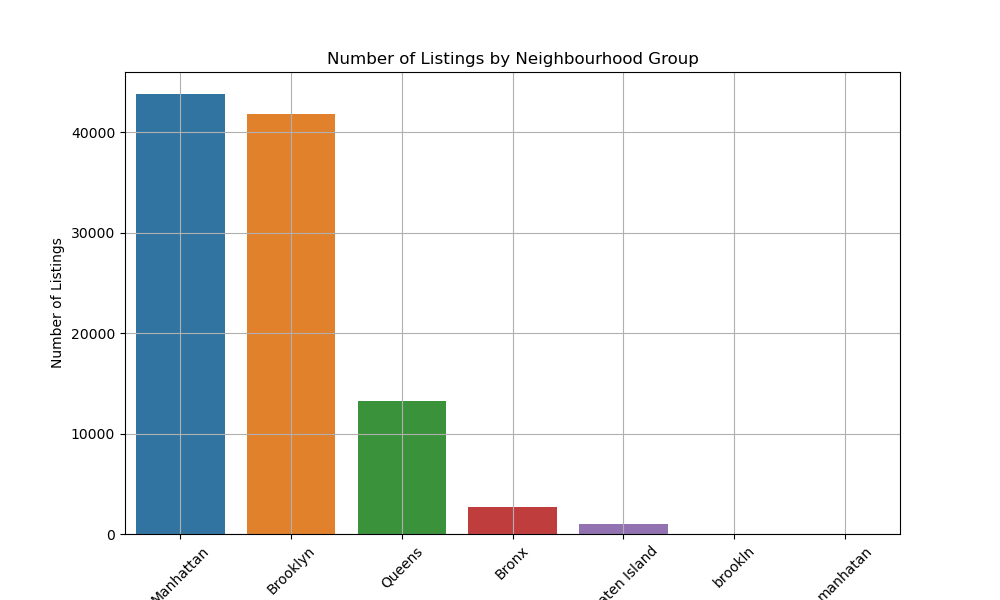 Number of Listings by Neighbourhood Group
Number of Listings
40000
30000
20000
10000
0
Manhattan
Brooklyn
Queens
Bronx
aten Island
brookln
manhatan